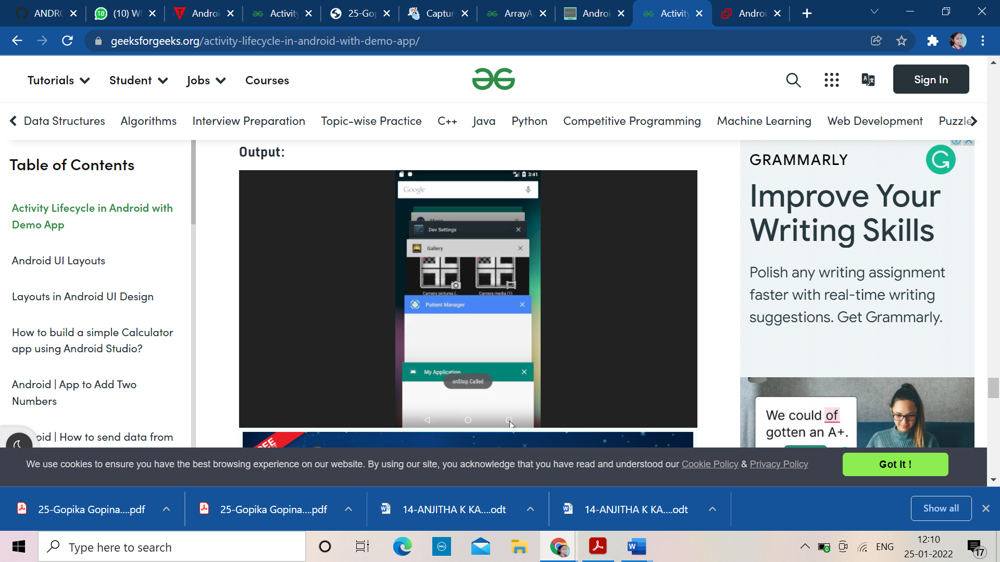 ANDRO
(10) W
Androi
Activity
25-Gop
Captur
ArrayA
Androi
Activity
Androi
geeksforgeeks.org/activity-lifecycle-in-android-with-demo-app/
Tutorials
Student
Jobs
Courses
Sign In
Data Structures
Algorithms
Interview Preparation
Topic-wise Practice
C++
Java
Python
Competitive Programming
Machine Learning
Web Development
Puzzle
Table of Contents
Activity Lifecycle in Android with
Demo App
Android UI Layouts
Layouts in Android UI Design
How to build a simple Calculator
app using Android Studio?
Android | App to Add Two
Numbers
oid | How to send data from
Output:
3:41
Google
Music
Dev Settings
Gallery
Camera pictures (..
Camera media (1)
Patient Manager
My Application
onStop Called
GRAMMARLY
Improve Your
Writing Skills
Polish any writing assignment
faster with real-time writing
suggestions. Get Grammarly.
We could of
gotten an A+.
We use cookies to ensure you have the best browsing experience on our website. By using our site, you acknowledge that you have read and understood our Cookie Policy & Privacy Policy
Got It !
25-Gopika Gopina....pdf
25-Gopika Gopina....pdf
14-ANJITHA K KA....odt
14-ANJITHA K KA....odt
Show all
Type here to search
DELL
ENG
12:10
25-01-2022
17